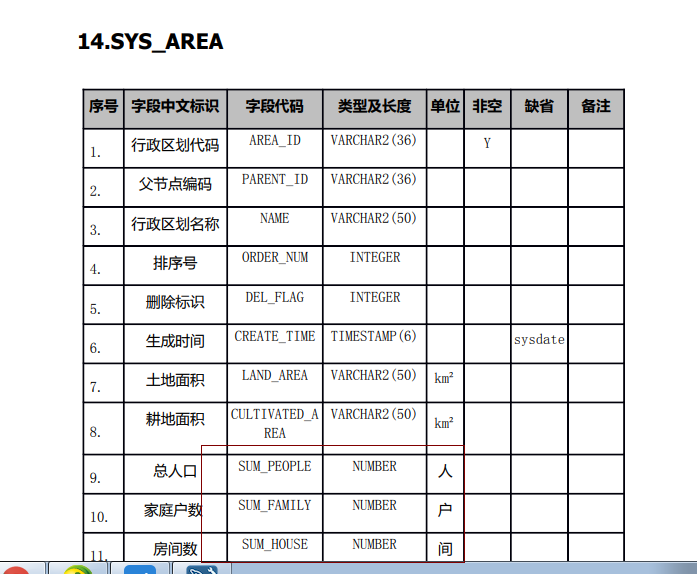 14.SYS_AREA
序号 字段中文标识 字段代码 类型及长度 单位 非空 缺省 备注
1. 行政区划代码 AREA_ID VARCHAR2(36) Y
2. 父节点编码 PARENT_ID VARCHAR2(36)
3. 行政区划名称 NAME VARCHAR2(50)
4. 排序号 ORDER_NUM INTEGER
5. 删除标识 DEL_FLAG INTEGER
6. 生成时间 CREATE_TIME TIMESTAMP(6) sysdate
7. 土地面积 LAND_AREA VARCHAR2(50) km²
8. 耕地面积 CULTIVATED_A VARCHAR2(50) km²
REA
9. 总人口 SUM_PEOPLE NUMBER 人
10. 家庭户数 SUM_FAMILY NUMBER 户
11. 房间数 SUM_HOUSE NUMBER 间